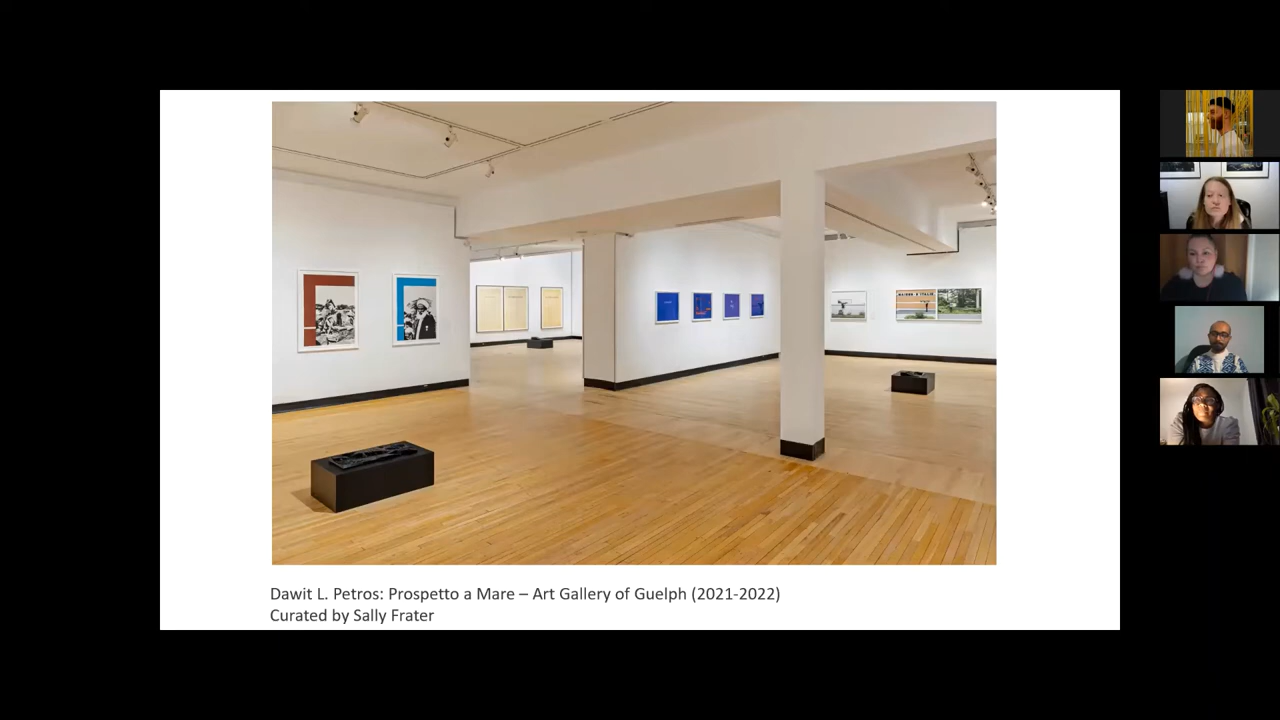 Dawit L. Petros: Prospetto a Mare – Art Gallery of Guelph (2021-2022)
Curated by Sally Frater